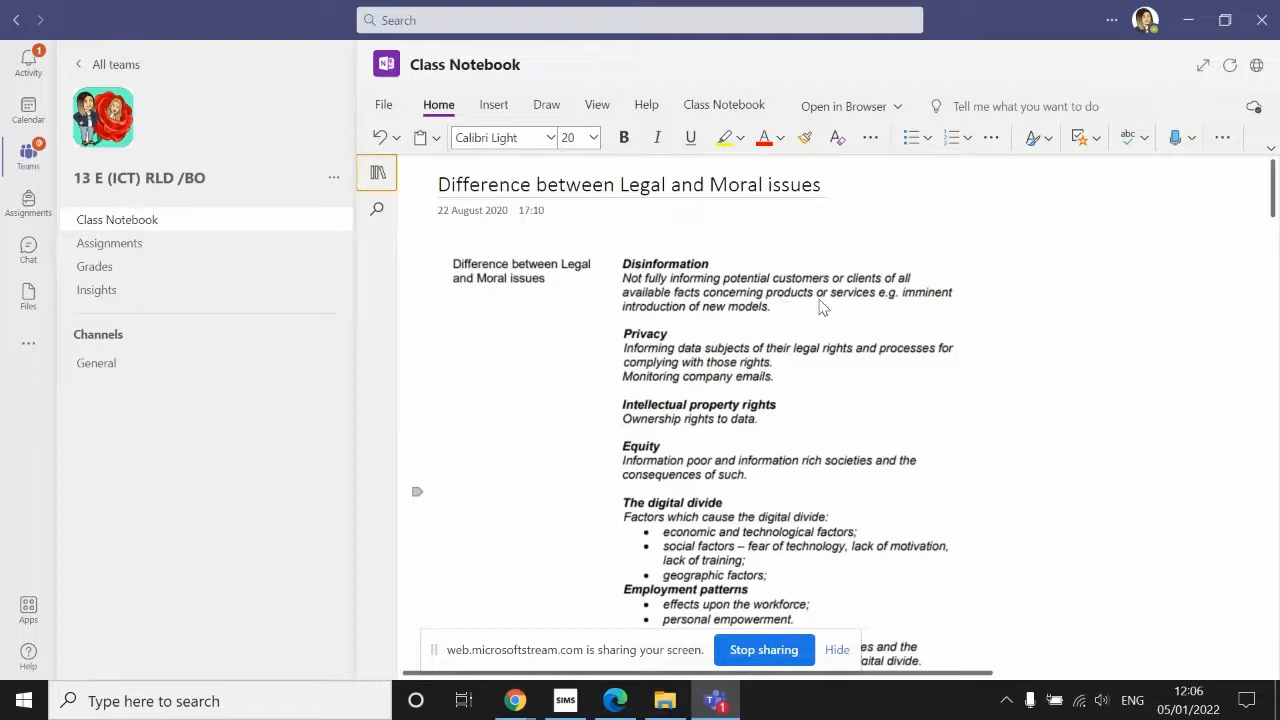 Search
1
Activity
All teams
Class Notebook
File
Home
Insert
Draw
View
Help
Class Notebook
Open in Browser
Tell me what you want to do
Calendar
Calibri Light
20
B
I
U
A
abc
Teams
13 E (ICT) RLD /BO
Difference between Legal and Moral issues
22 August 2020 17:10
Assignments
Class Notebook
Assignments
Grades
Insights
Chat
Files
Channels
General
Difference between Legal
and Moral issues
Disinformation
Not fully informing potential customers or clients of all
available facts concerning products or services e.g. imminent
introduction of new models.
Privacy
Informing data subjects of their legal rights and processes for
complying with those rights.
Monitoring company emails.
Intellectual property rights
Ownership rights to data.
Equity
Information poor and information rich societies and the
consequences of such.
The digital divide
Factors which cause the digital divide:
• economic and technological factors;
• social factors – fear of technology, lack of motivation,
lack of training;
• geographic factors;
Employment patterns
• effects upon the workforce;
• personal empowerment.
es and the
gital divide.
web.microsoftstream.com is sharing your screen.
Stop sharing
Hide
Apps
Help
Type here to search
SIMS
1
ENG
12:06
05/01/2022